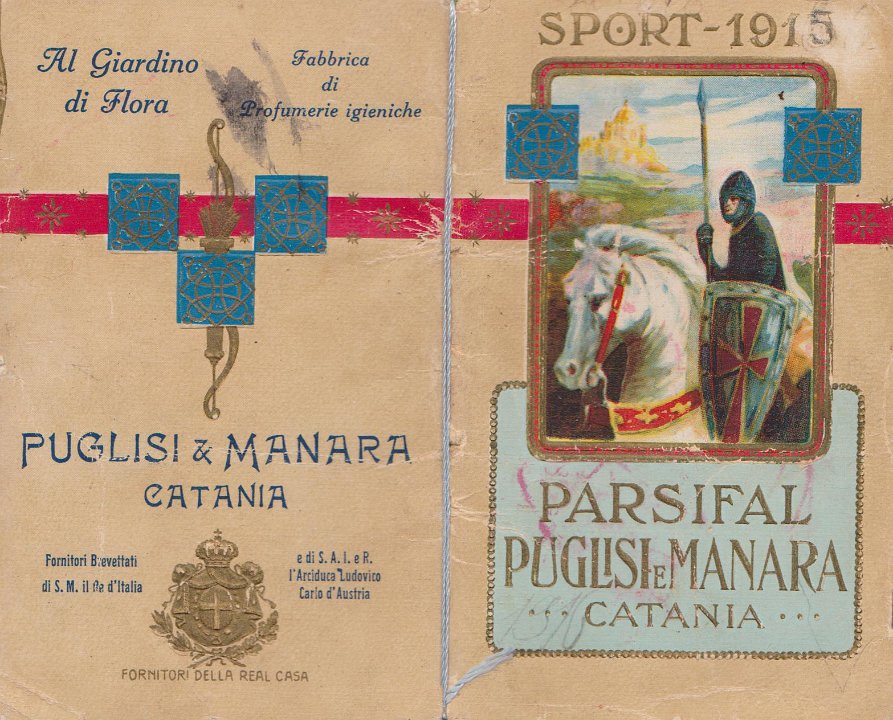 Al Giardino
di Flora
Fabbrica
di
Profumerie igieniche
PUGLISI & MANARA
CATANIA
Fornitori Brevettati
di S. M. il Re d'Italia
e di S. A. I. e R.
l'Arciduca Ludovico
Carlo d'Austria
FORNITORI DELLA REAL CASA
SPORT-1915
PARSIFAL
PUGLISI E MANARA
CATANIA